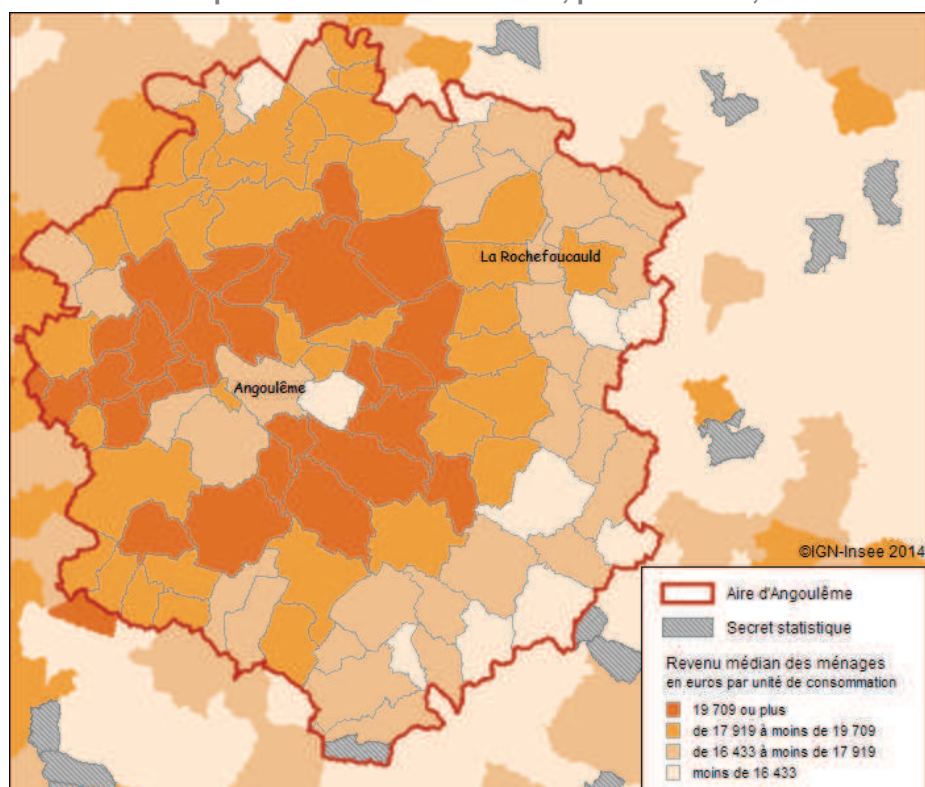 La Rochefoucauld
Angoulême
©IGN-Insee 2014
Aire d'Angoulême
Secret statistique
Revenu médian des ménages
en euros par unité de consommation
19 709 ou plus
de 17 919 à moins de 19 709
de 16 433 à moins de 17 919
moins de 16 433